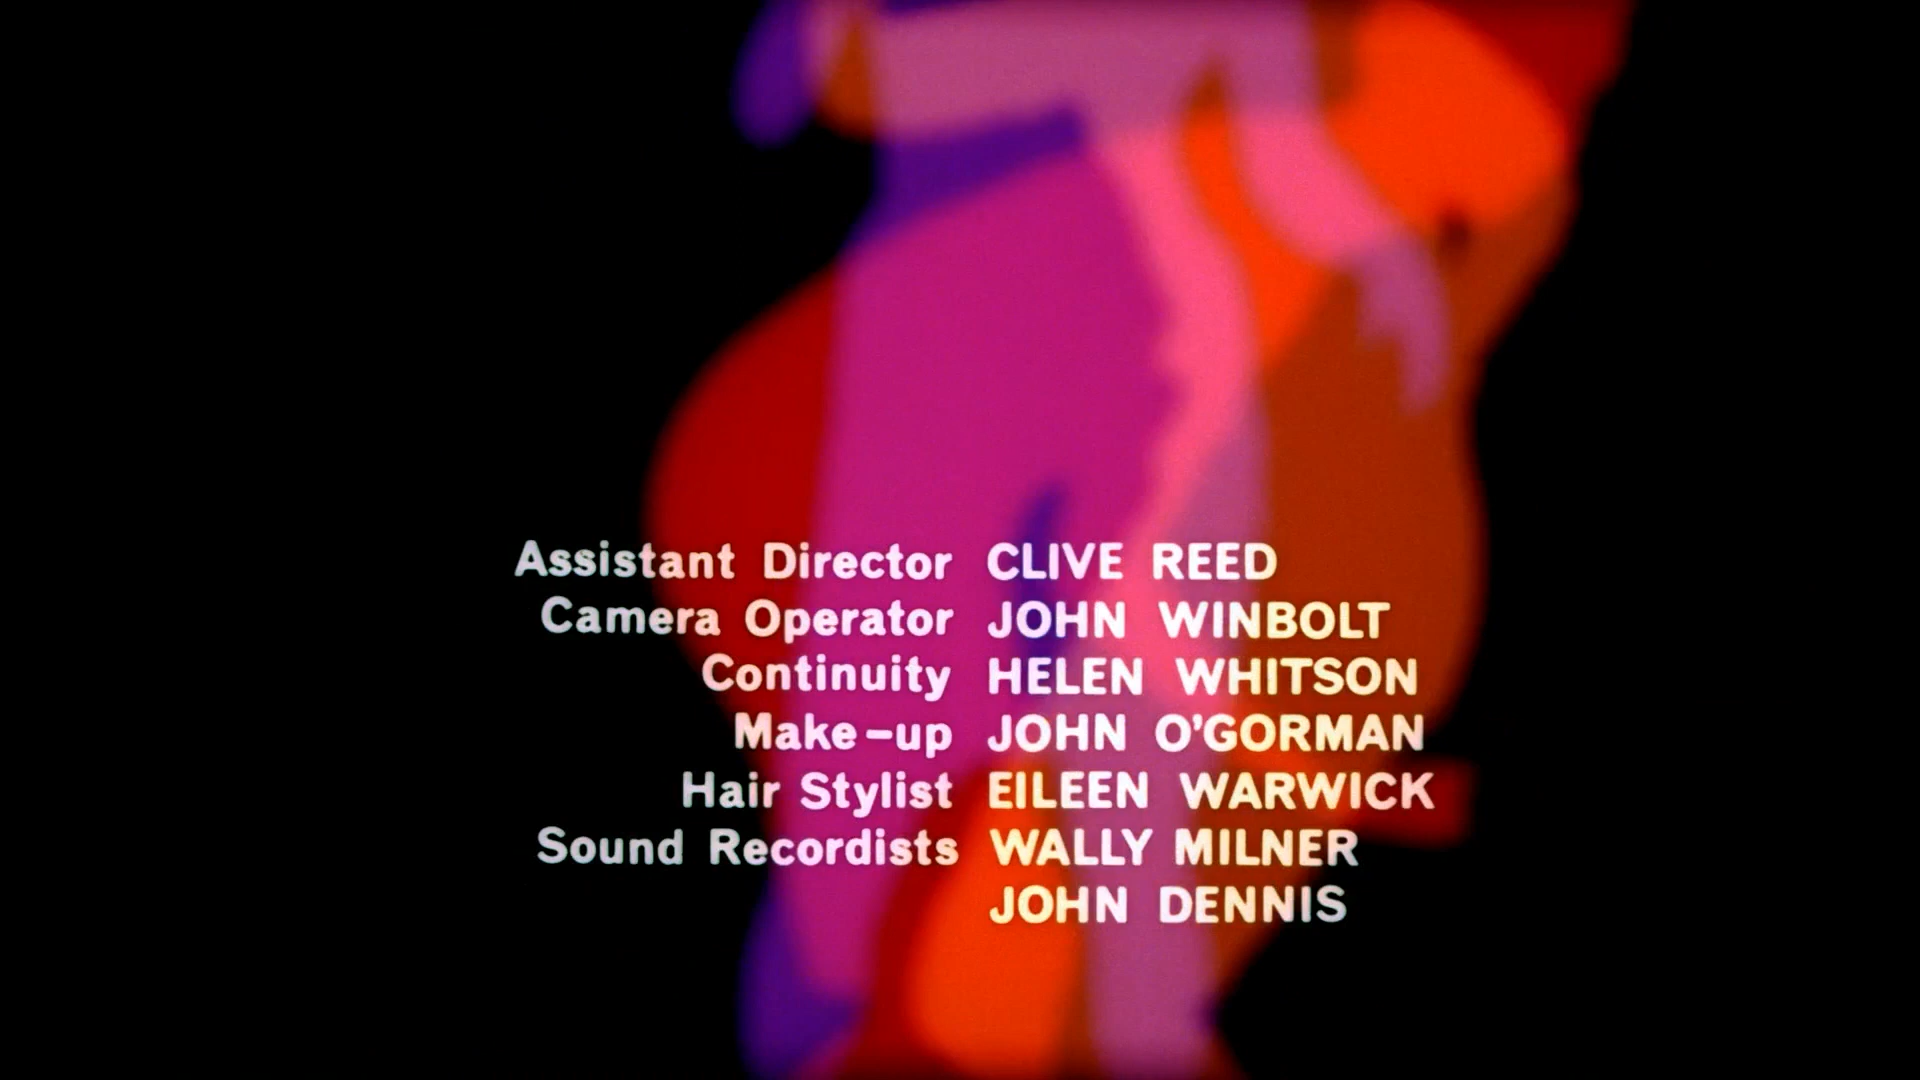 Assistant Director CLIVE REED
Camera Operator JOHN WINBOLT
Continuity HELEN WHITSON
Make-up JOHN O'GORMAN
Hair Stylist EILEEN WARWICK
Sound Recordists WALLY MILNER
JOHN DENNIS